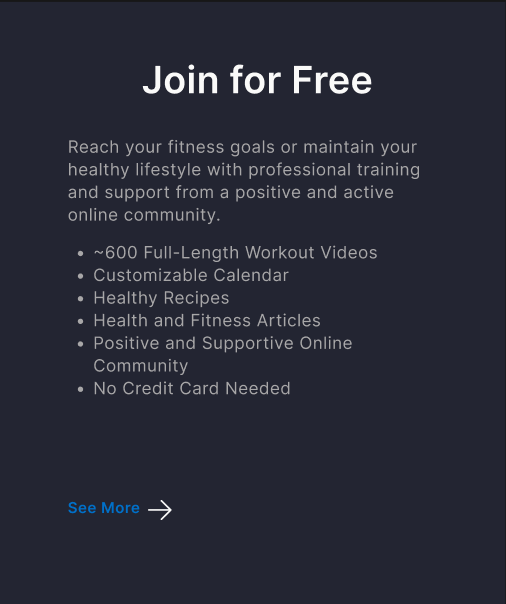 Join for Free
Reach your fitness goals or maintain your
healthy lifestyle with professional training
and support from a positive and active
online community.
• ~600 Full-Length Workout Videos
• Customizable Calendar
• Healthy Recipes
• Health and Fitness Articles
• Positive and Supportive Online
Community
• No Credit Card Needed
See More